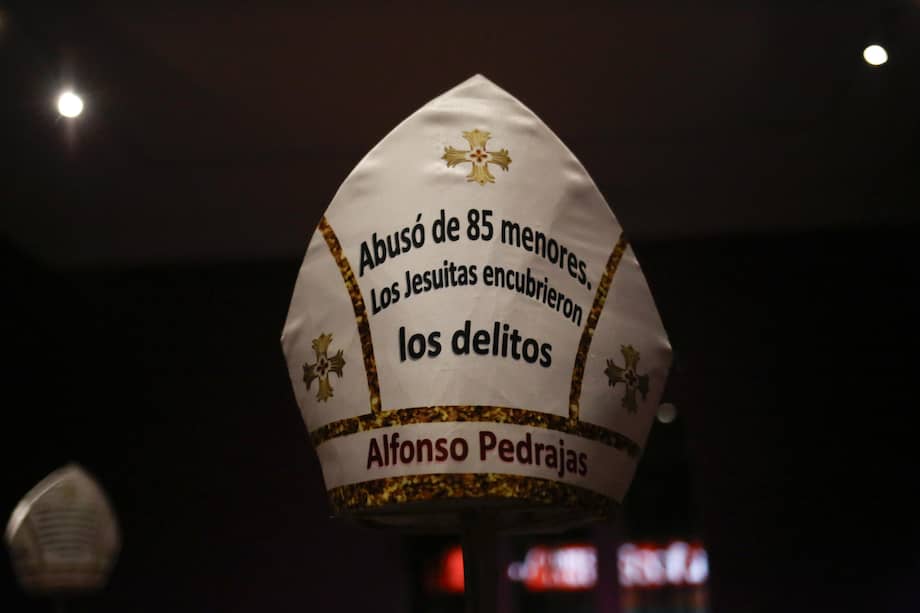 Abusó de 85 menores.
Los Jesuitas encubrieron
los delitos
Alfonso Pedrajas